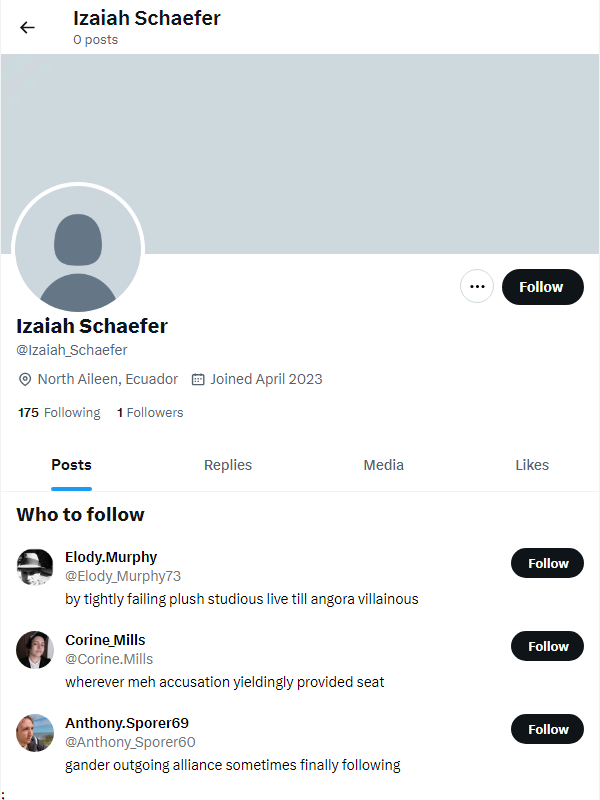 Izaiah Schaefer
0 posts
Follow
Izaiah Schaefer
@Izaiah_Schaefer
North Aileen, Ecuador Joined April 2023
175 Following 1 Followers
Posts Replies Media Likes
Who to follow
Elody.Murphy
@Elody_Murphy73
Follow
by tightly failing plush studious live till angora villainous
Corine_Mills
@Corine.Mills
Follow
wherever meh accusation yieldingly provided seat
Anthony.Sporer69
@Anthony_Sporer60
Follow
gander outgoing alliance sometimes finally following
;